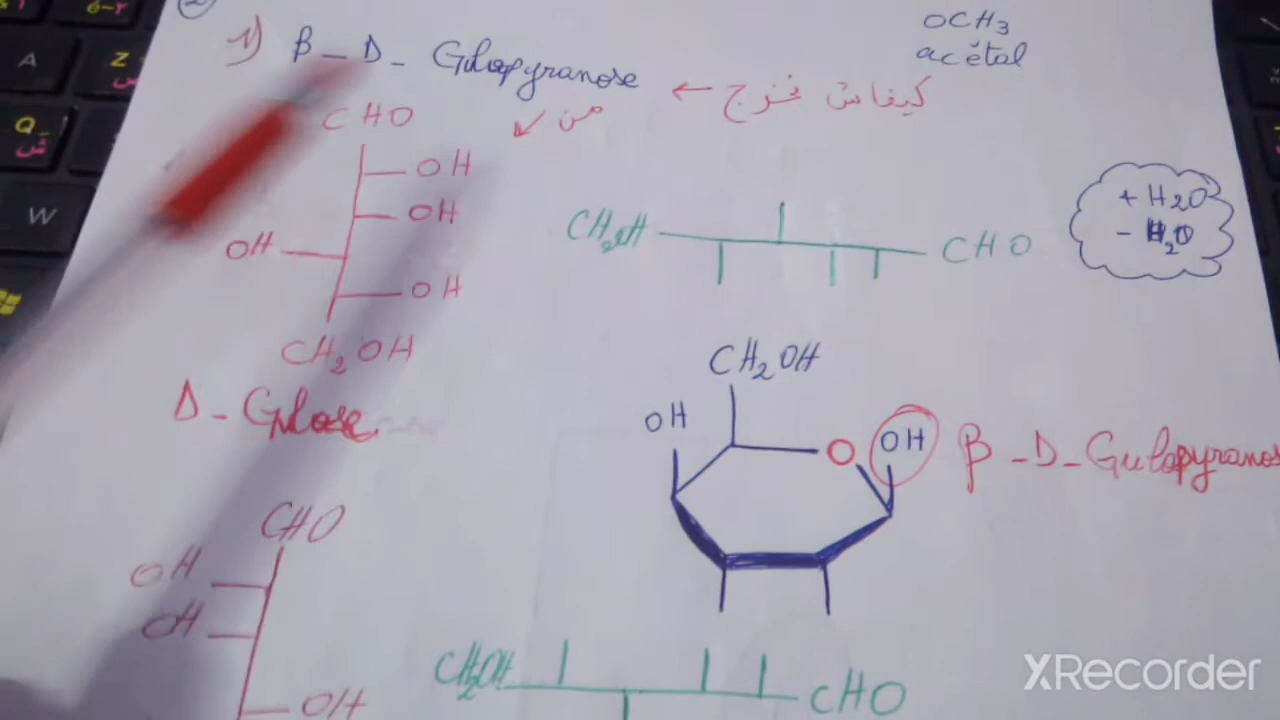 OCH3
acétal
1) β-D- Gulopyranose ← كيفاش نخرج
من
CHO
OH
OH
OH
OH
CH2OH
D-Gulose
CH2OH
CHO
+ H2O
- H2O
CH2OH
OH
O
OH
β-D-Gulopyranose
CHO
OH
OH
OH
CH2OH
CHO
A
Z
Q
W
XRecorder